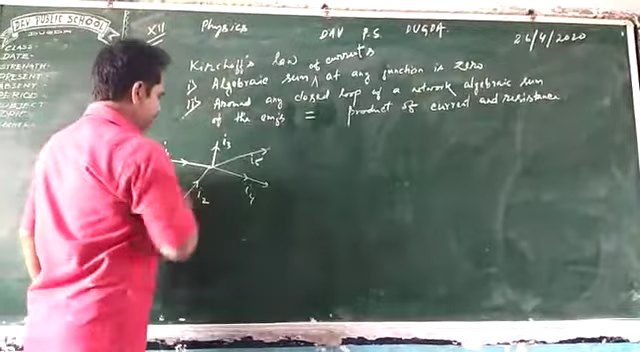 DAV PUBLIC SCHOOL
DUGDA
CLASS:
DATE-
STRENGTH-
PRESENT-
ABSENT-
PERIOD-
SUBJECT
TOPIC-
XII Physics DAV P.S. DUGDA. 26/4/2020
Kirchoff's law of currents
i) Algebraic sum ∧ at any junction is zero
ii) Around any closed loop of a network algebraic sum
of the emfs = product of current and resistance
i3
i5
i2
i4